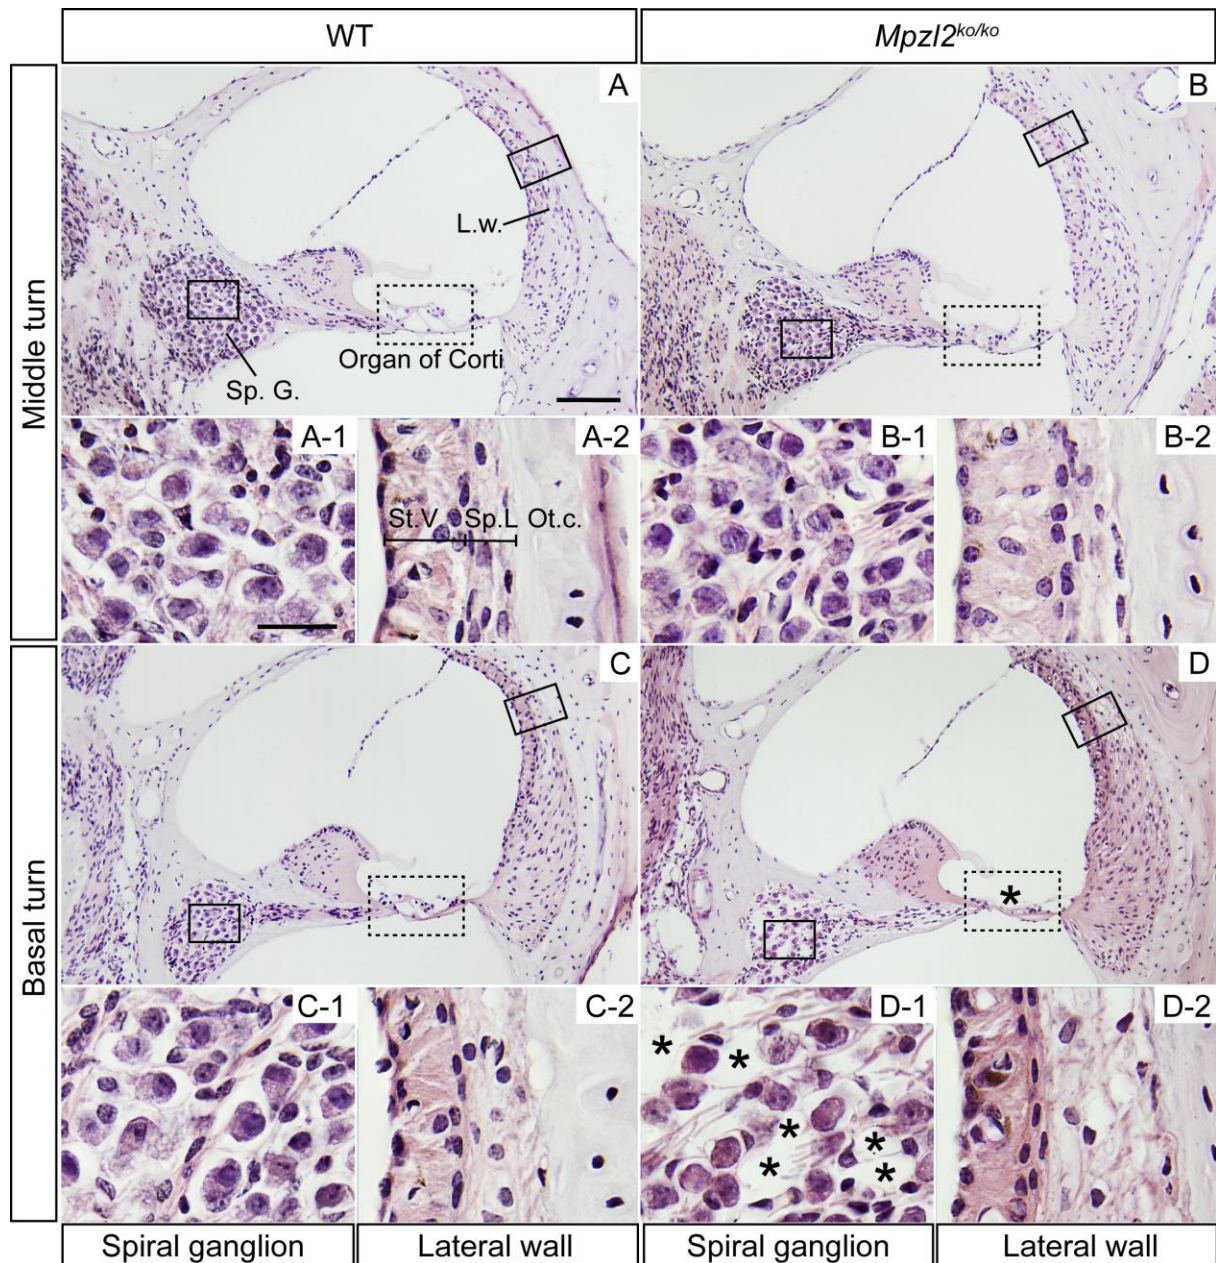 WT
Mpzl2ko/ko
Middle turn
A
L.w.
Organ of Corti
Sp. G.
B
A-1
A-2
St.V Sp.L Ot.c.
B-1
B-2
Basal turn
C
D
*
C-1
C-2
D-1
* *
*
* *
*
D-2
Spiral ganglion
Lateral wall
Spiral ganglion
Lateral wall